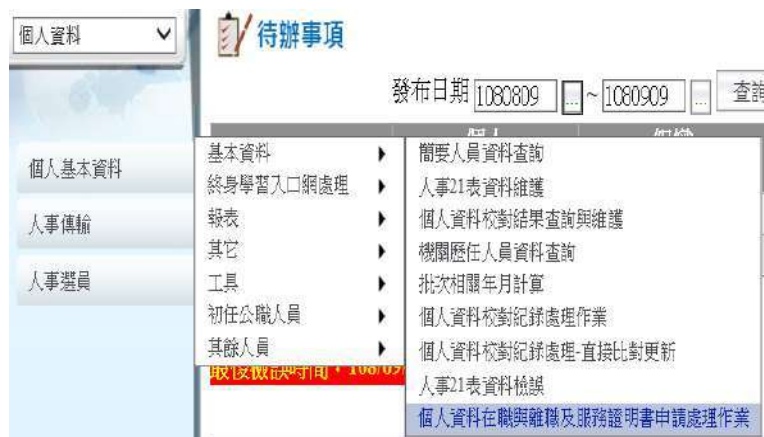 個人資料
待辦事項
發布日期 1080809 ... ~ 1080909 ... 查詢
個人基本資料
人事傳輸
人事選員
基本資料
終身學習入口網處理
報表
其它
工具
初任公職人員
其餘人員
簡要人員資料查詢
人事21表資料維護
個人資料校對結果查詢與維護
機關歷任人員資料查詢
批次相關年月計算
個人資料校對紀錄處理作業
個人資料校對紀錄處理-直接比對更新
人事21表資料檢誤
個人資料在職與離職及服務證明書申請處理作業
最後檢誤時間：108/09/